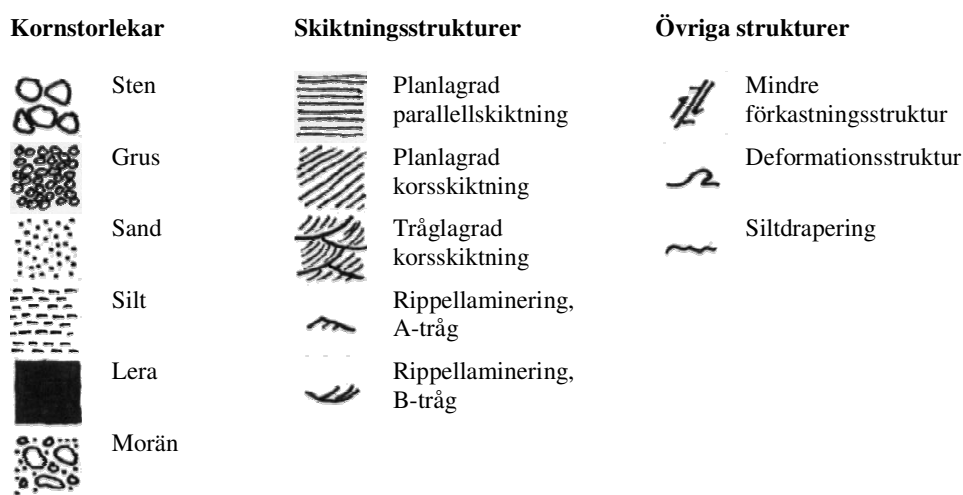 Kornstorlekar
Sten
Grus
Sand
Silt
Lera
Morän
Skiktningsstrukturer
Planlagrad
parallellskiktning
Planlagrad
korsskiktning
Tråglagrad
korsskiktning
Rippellaminering,
A-tråg
Rippellaminering,
B-tråg
Övriga strukturer
Mindre
förkastningsstruktur
Deformationsstruktur
Siltdrapering